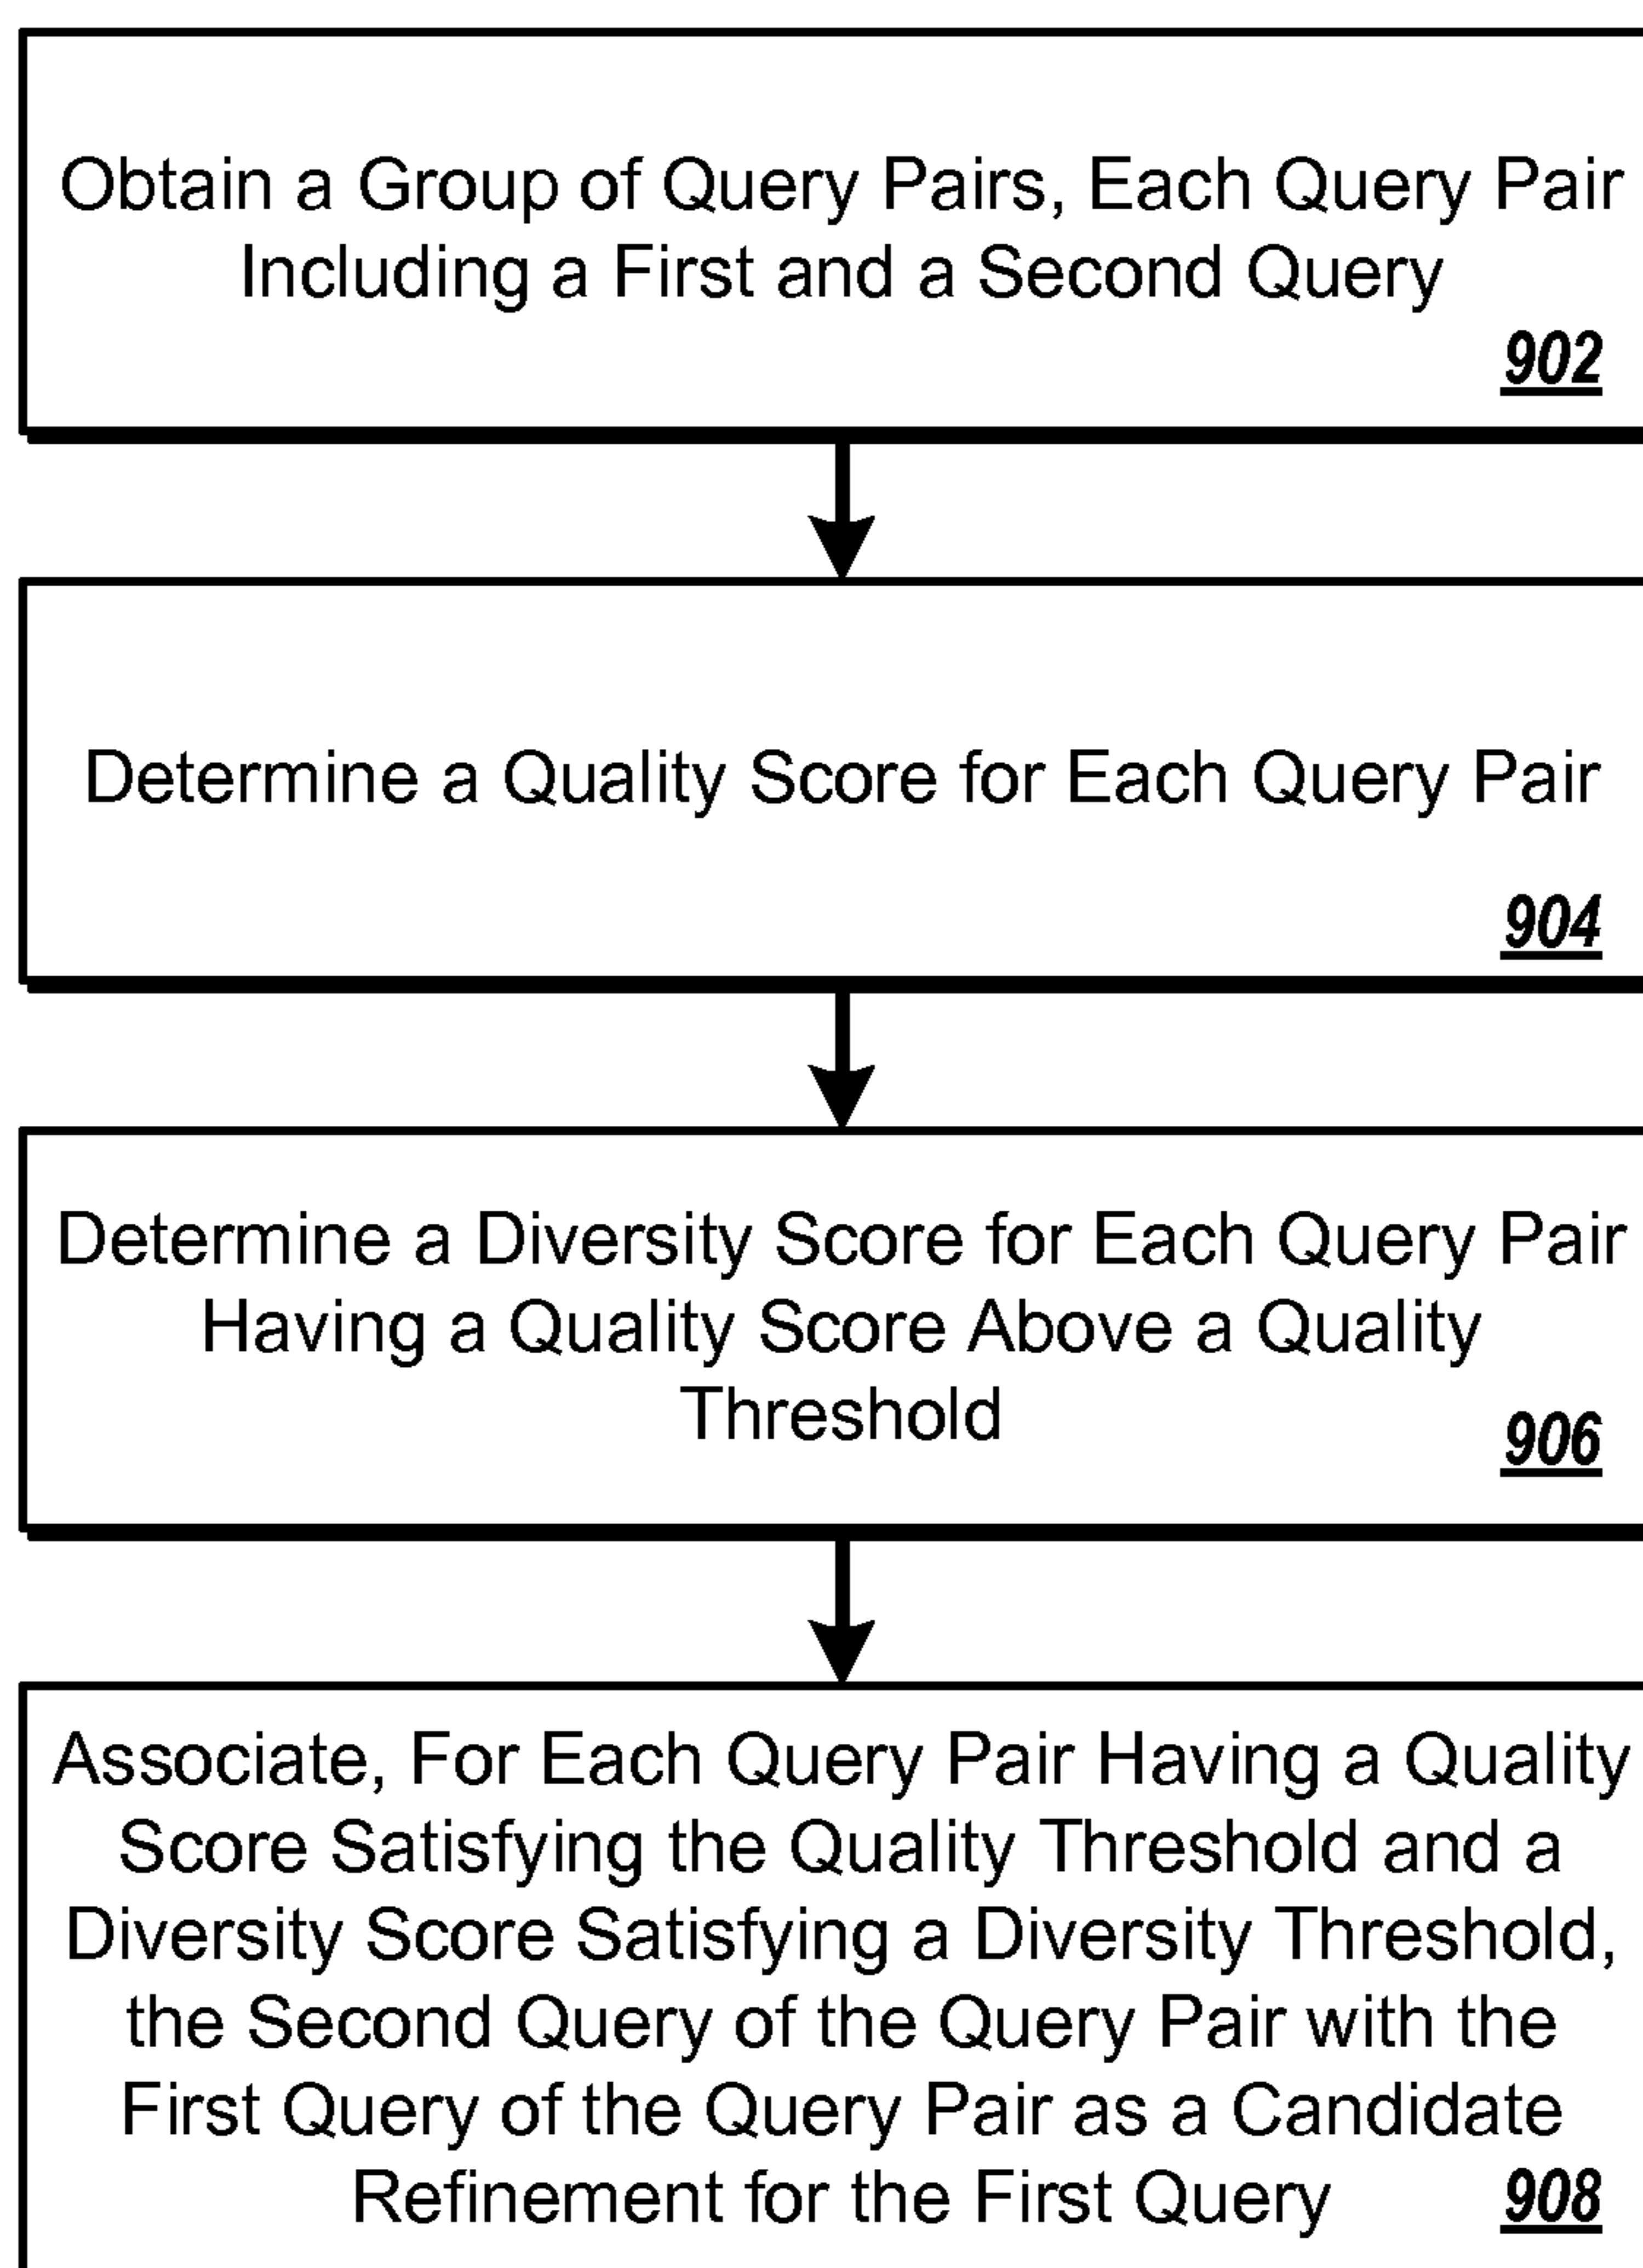 Obtain a Group of Query Pairs, Each Query Pair
Including a First and a Second Query
902
Determine a Quality Score for Each Query Pair
904
Determine a Diversity Score for Each Query Pair
Having a Quality Score Above a Quality
Threshold
906
Associate, For Each Query Pair Having a Quality
Score Satisfying the Quality Threshold and a
Diversity Score Satisfying a Diversity Threshold,
the Second Query of the Query Pair with the
First Query of the Query Pair as a Candidate
Refinement for the First Query
908